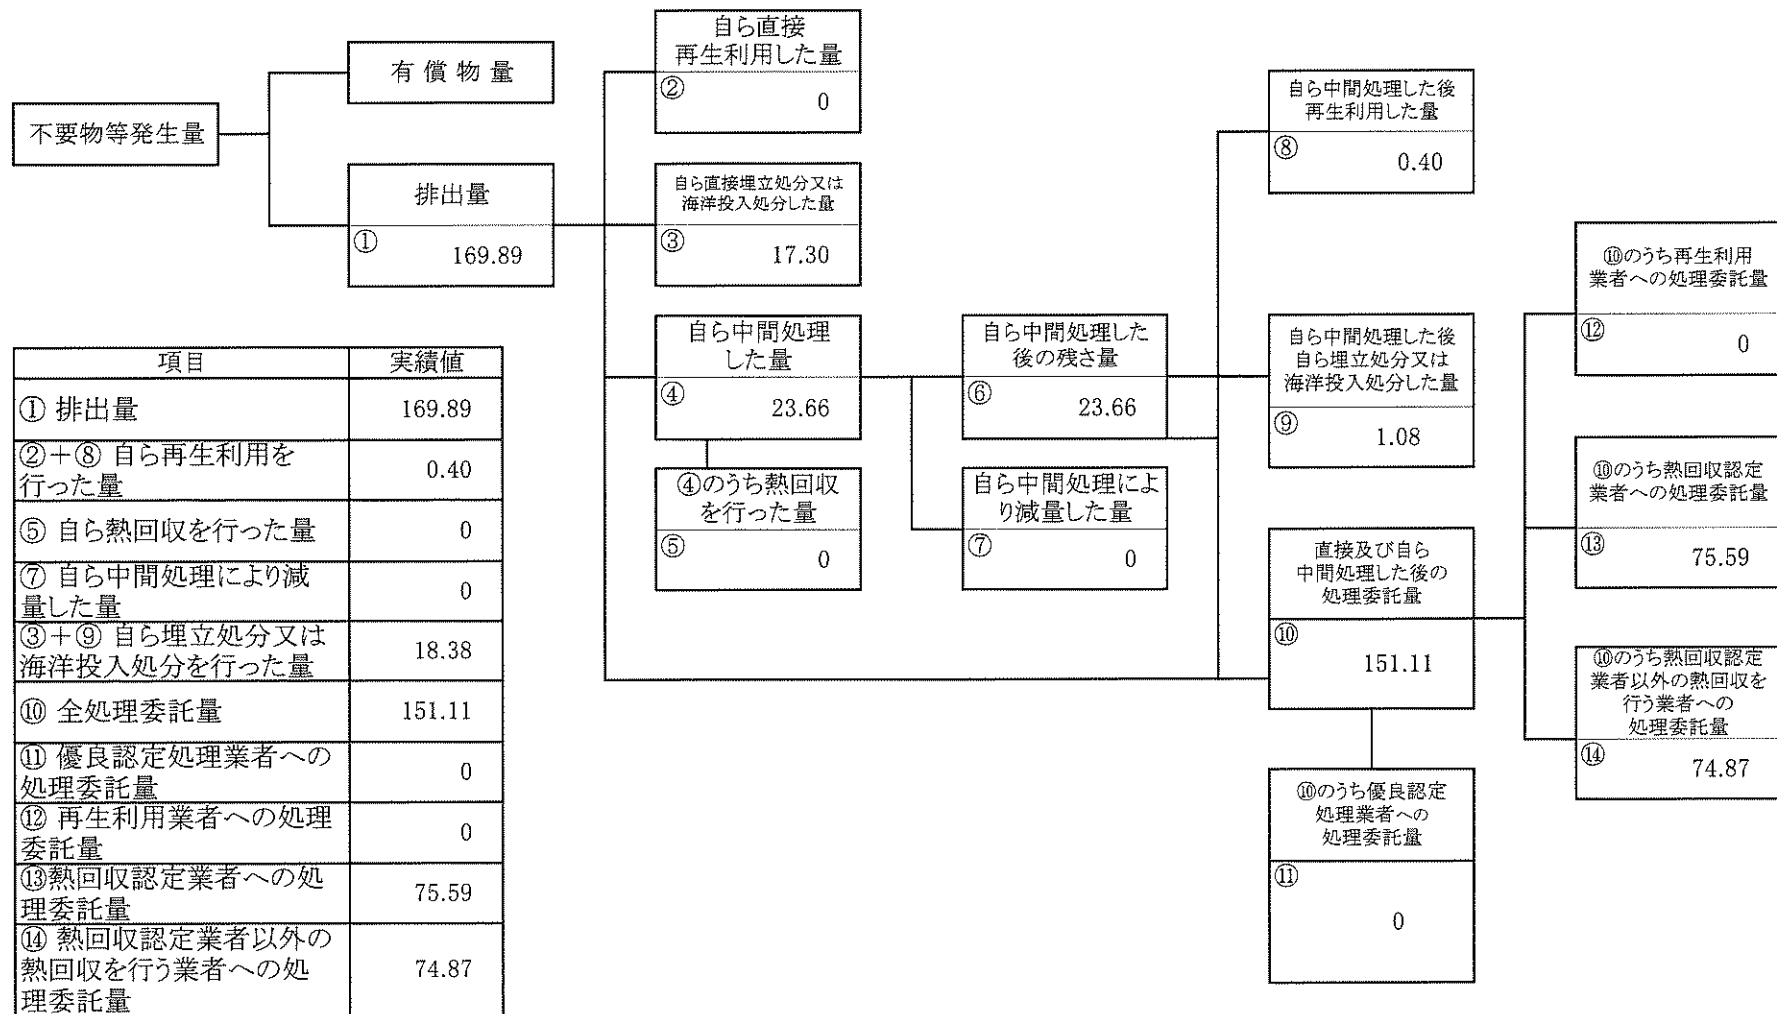 不要物等発生量
有償物量
排出量
①
169.89
自ら直接
再生利用した量
②
0
自ら直接埋立処分又は
海洋投入処分した量
③
17.30
自ら中間処理
した量
④
23.66
④のうち熱回収
を行った量
⑤
0
自ら中間処理した
後の残さ量
⑥
23.66
自ら中間処理によ
り減量した量
⑦
0
自ら中間処理した後
再生利用した量
⑧
0.40
自ら中間処理した後
自ら埋立処分又は
海洋投入処分した量
⑨
1.08
直接及び自ら
中間処理した後の
処理委託量
⑩
151.11
⑩のうち優良認定
処理業者への
処理委託量
⑪
0
⑩のうち再生利用
業者への処理委託量
⑫
0
⑩のうち熱回収認定
業者への処理委託量
⑬
75.59
⑩のうち熱回収認定
業者以外の熱回収を
行う業者への
処理委託量
⑭
74.87
項目 実績値
① 排出量 169.89
②+⑧ 自ら再生利用を
行った量 0.40
⑤ 自ら熱回収を行った量 0
⑦ 自ら中間処理により減
量した量 0
③+⑨ 自ら埋立処分又は
海洋投入処分を行った量 18.38
⑩ 全処理委託量 151.11
⑪ 優良認定処理業者への
処理委託量 0
⑫ 再生利用業者への処理
委託量 0
⑬熱回収認定業者への処
理委託量 75.59
⑭ 熱回収認定業者以外の
熱回収を行う業者への処
理委託量 74.87